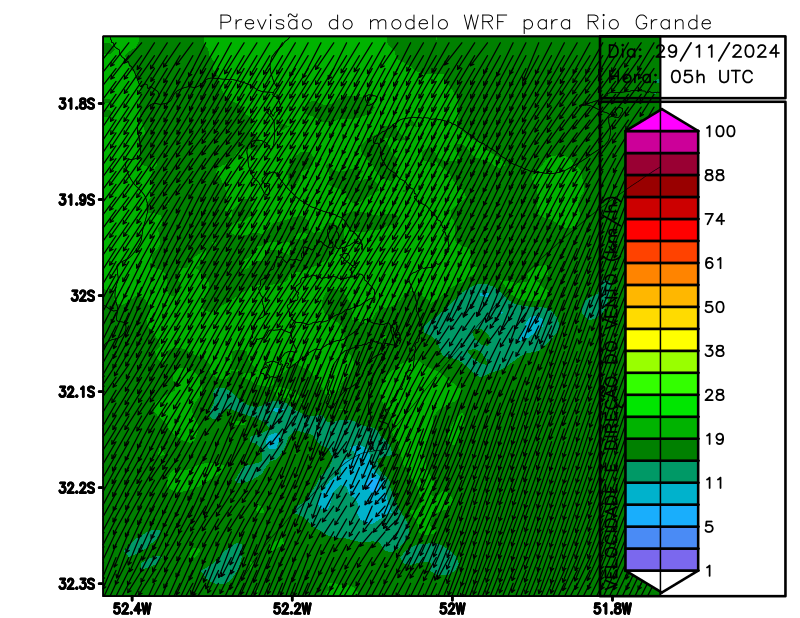 Previsão do modelo WRF para Rio Grande
Dia: 29/11/2024
Hora: 05h UTC
VELOCIDADE E DIREÇÃO DO VENTO (km/h)
100
88
74
61
50
38
28
19
11
5
1
31.8S
31.9S
32S
32.1S
32.2S
32.3S
52.4W 52.2W 52W 51.8W